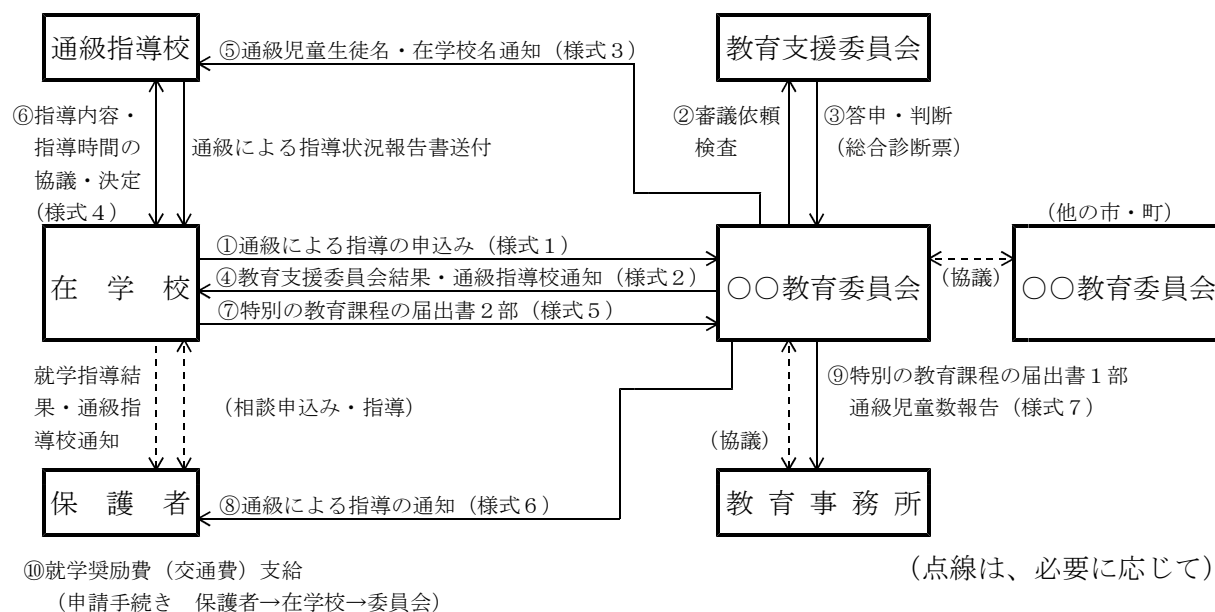 通級指導校
⑤通級児童生徒名・在学校名通知（様式３）
教育支援委員会
⑥指導内容・
指導時間の
協議・決定
（様式４）
通級による指導状況報告書送付
②審議依頼
検査
③答申・判断
（総合診断票）
（他の市・町）
在学校
①通級による指導の申込み（様式１）
④教育支援委員会結果・通級指導校通知（様式２）
⑦特別の教育課程の届出書２部（様式５）
○○教育委員会
（協議）
○○教育委員会
就学指導結
果・通級指
導校通知
（相談申込み・指導）
（協議）
⑨特別の教育課程の届出書１部
通級児童数報告（様式７）
保護者
⑧通級による指導の通知（様式６）
教育事務所
⑩就学奨励費（交通費）支給
（申請手続き　保護者→在学校→委員会）
（点線は、必要に応じて）